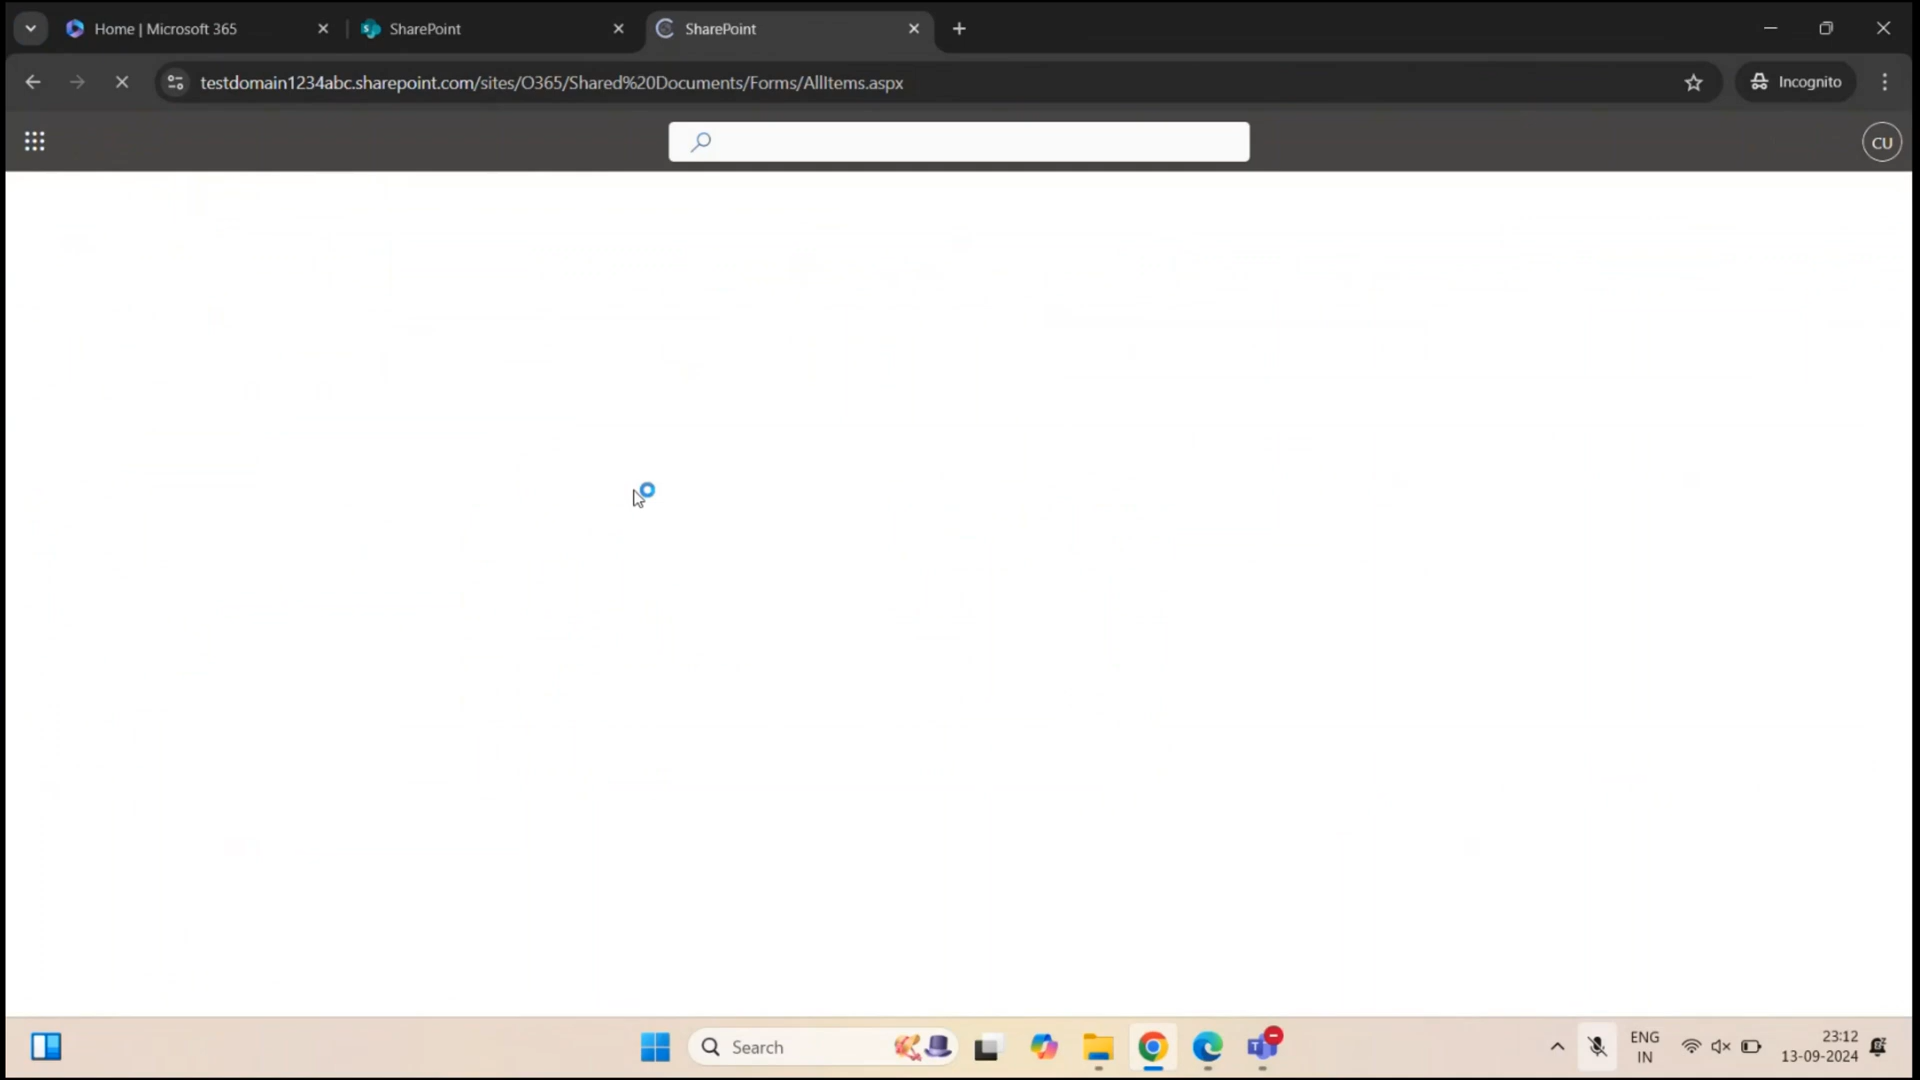 Home | Microsoft 365
SharePoint
SharePoint
testdomain1234abc.sharepoint.com/sites/O365/Shared%20Documents/Forms/AllItems.aspx
Incognito
CU
Search
ENG
IN
23:12
13-09-2024